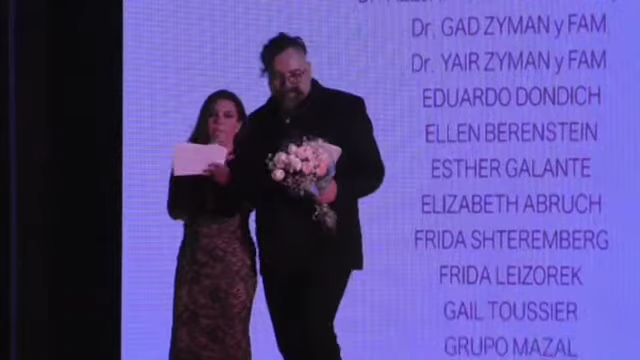 Dr. GAD ZYMAN y FAM
Dr. YAIR ZYMAN y FAM
EDUARDO DONDICH
ELLEN BERENSTEIN
ESTHER GALANTE
ELIZABETH ABRUCH
FRIDA SHTEREMBERG
FRIDA LEIZOREK
GAIL TOUSSIER
GRUPO MAZAL